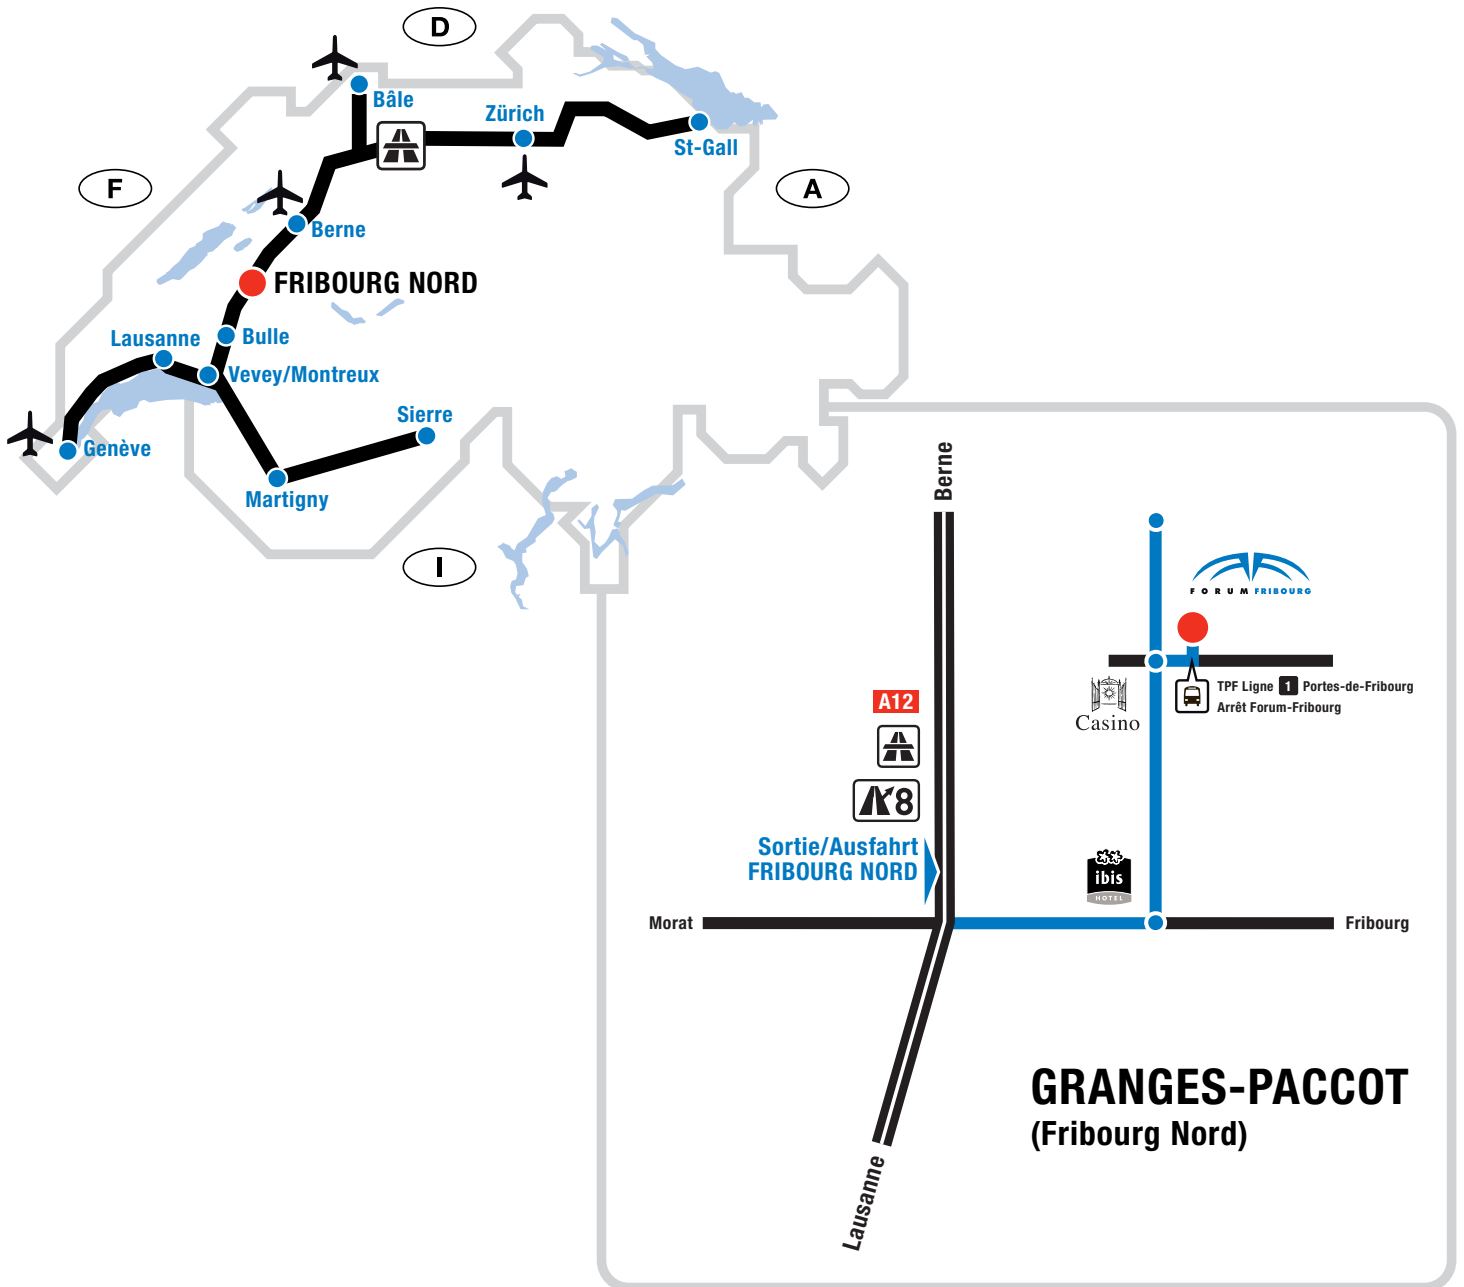 D
Bâle
Zürich
St-Gall
F
A
Berne
FRIBOURG NORD
Lausanne
Bulle
Vevey/Montreux
Sierre
Genève
Martigny
I
Berne
FORUM FRIBOURG
TPF Ligne 1 Portes-de-Fribourg
Arrêt Forum-Fribourg
A12
Casino
8
Sortie/Ausfahrt
FRIBOURG NORD
ibis
HOTEL
Morat
Fribourg
Lausanne
GRANGES-PACCOT
(Fribourg Nord)